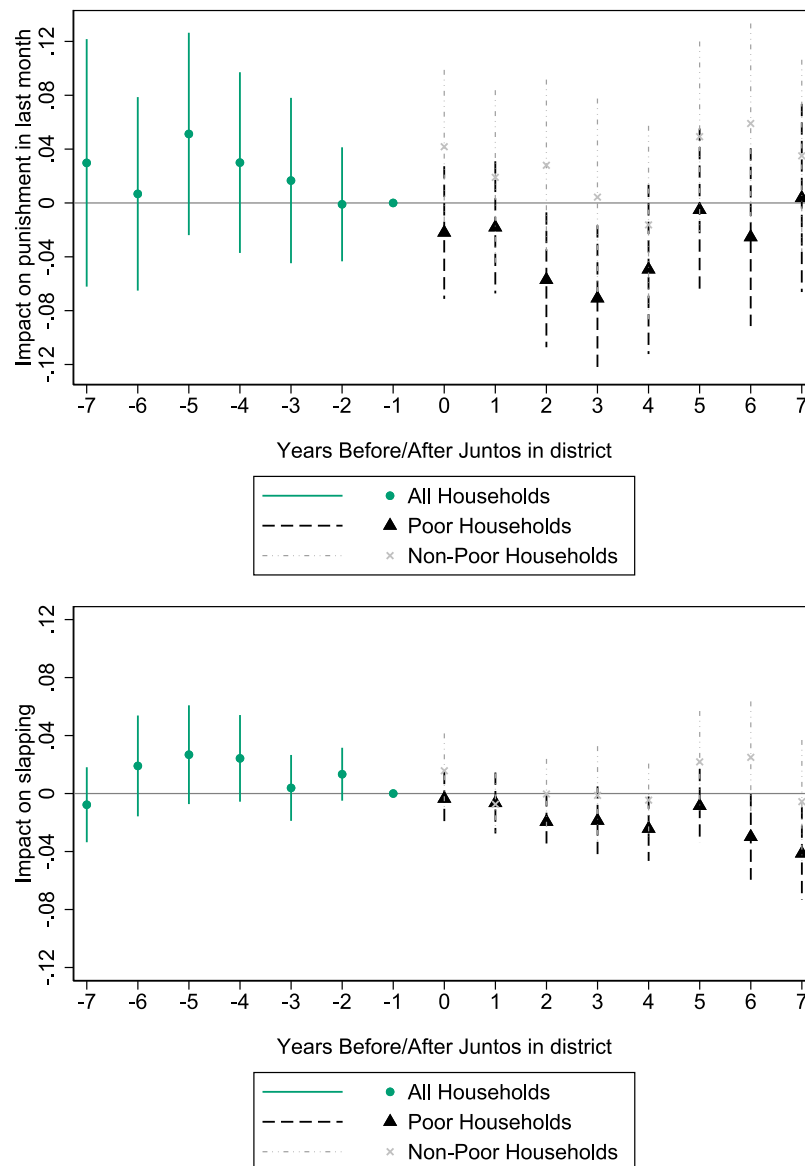 Impact on punishment in last month
.12
.08
.04
0
-.04
-.08
-.12
-7 -6 -5 -4 -3 -2 -1 0 1 2 3 4 5 6 7
Years Before/After Juntos in district
All Households
Poor Households
Non-Poor Households
Impact on slapping
.12
.08
.04
0
-.04
-.08
-.12
-7 -6 -5 -4 -3 -2 -1 0 1 2 3 4 5 6 7
Years Before/After Juntos in district
All Households
Poor Households
Non-Poor Households